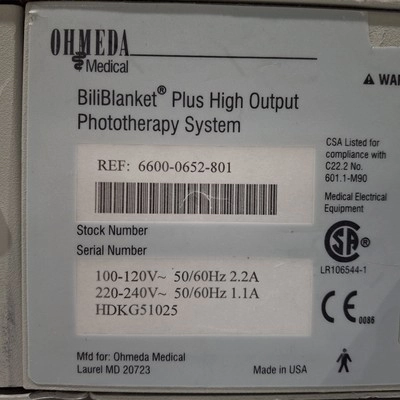 OHMEDA
Medical
BiliBlanket® Plus High Output
Phototherapy System
REF: 6600-0652-801
Stock Number
Serial Number
100-120V~ 50/60Hz 2.2A
220-240V~ 50/60Hz 1.1A
HDKG51025
Mfd for: Ohmeda Medical
Laurel MD 20723
Made in USA
CSA Listed for
compliance with
C22.2 No.
601.1-M90
Medical Electrical
Equipment
LR106544-1
CE 0086